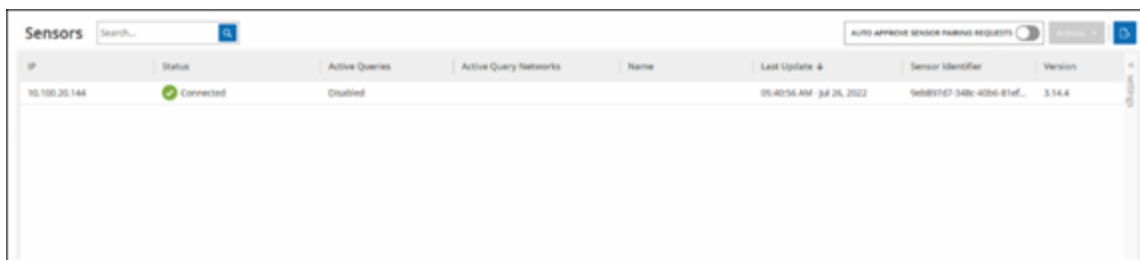 Sensors Search... AUTO APPROVE SENSOR PAIRING REQUESTS Actions
IP Status Active Queries Active Query Networks Name Last Update Sensor Identifier Version
10.100.20.144 Connected Disabled 05:40:56 AM · Jul 26, 2022 9eb897d7-348c-40b6-81ef... 3.14.4
settings